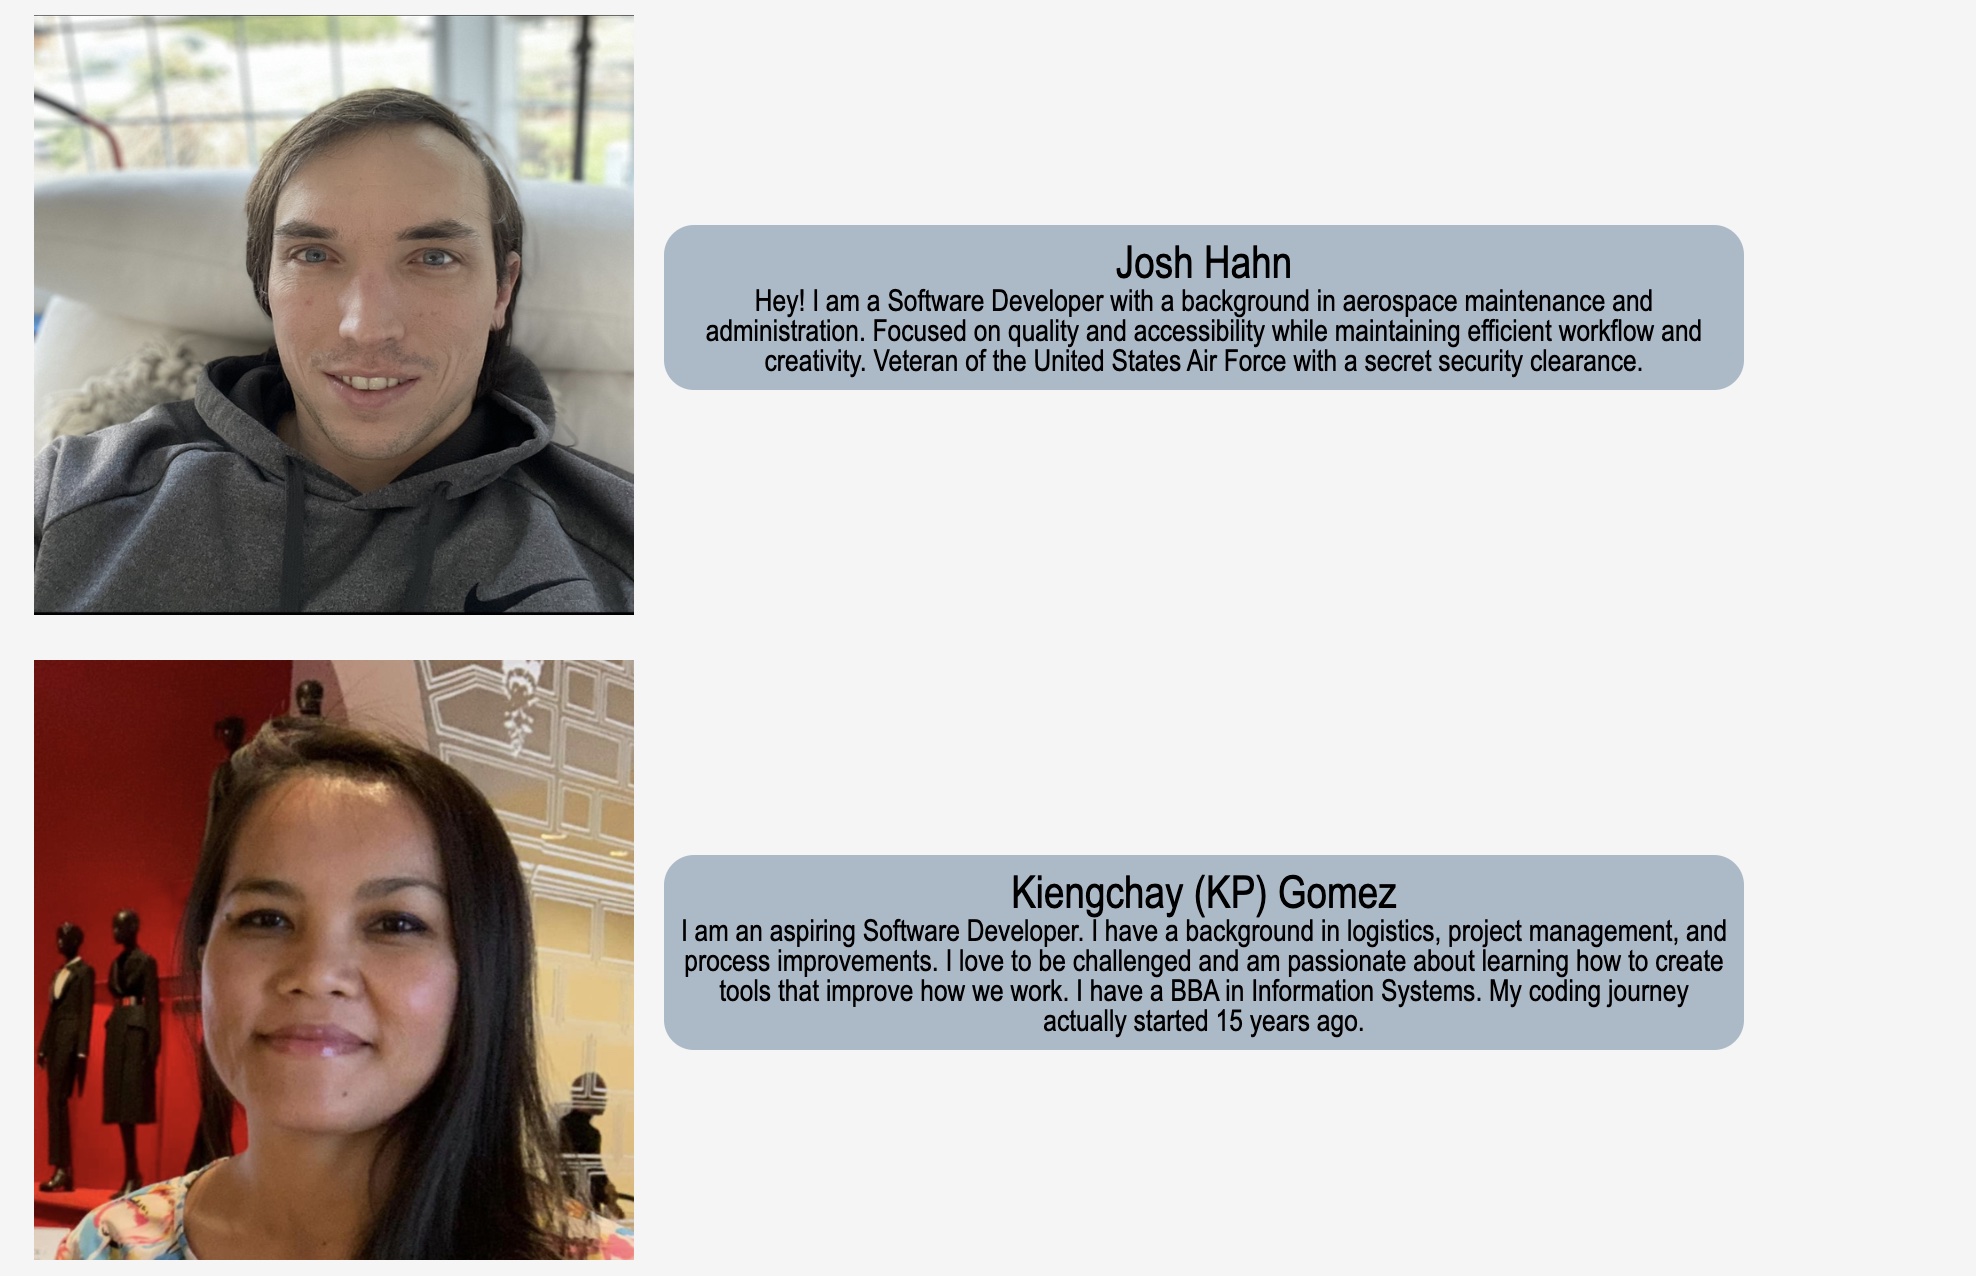 Josh Hahn
Hey! I am a Software Developer with a background in aerospace maintenance and
administration. Focused on quality and accessibility while maintaining efficient workflow and
creativity. Veteran of the United States Air Force with a secret security clearance.
Kiengchay (KP) Gomez
I am an aspiring Software Developer. I have a background in logistics, project management, and
process improvements. I love to be challenged and am passionate about learning how to create
tools that improve how we work. I have a BBA in Information Systems. My coding journey
actually started 15 years ago.